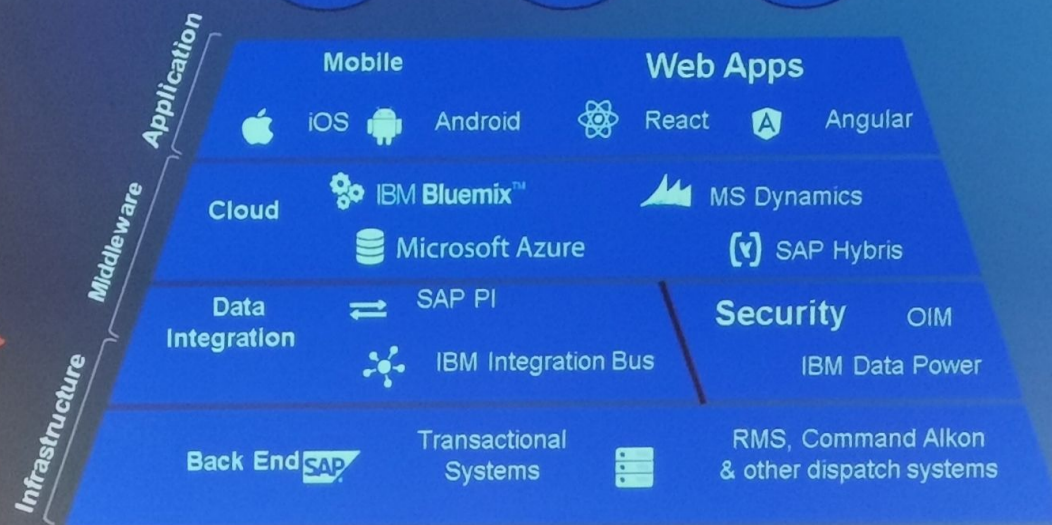 Application
Mobile
Web Apps
iOS
Android
React
A
Angular
Middleware
Cloud
IBM Bluemix™
MS Dynamics
Microsoft Azure
SAP Hybris
Data
Integration
SAP PI
IBM Integration Bus
Security
OIM
IBM Data Power
Infrastructure
Back End
SAP
Transactional
Systems
RMS, Command Alkon
& other dispatch systems